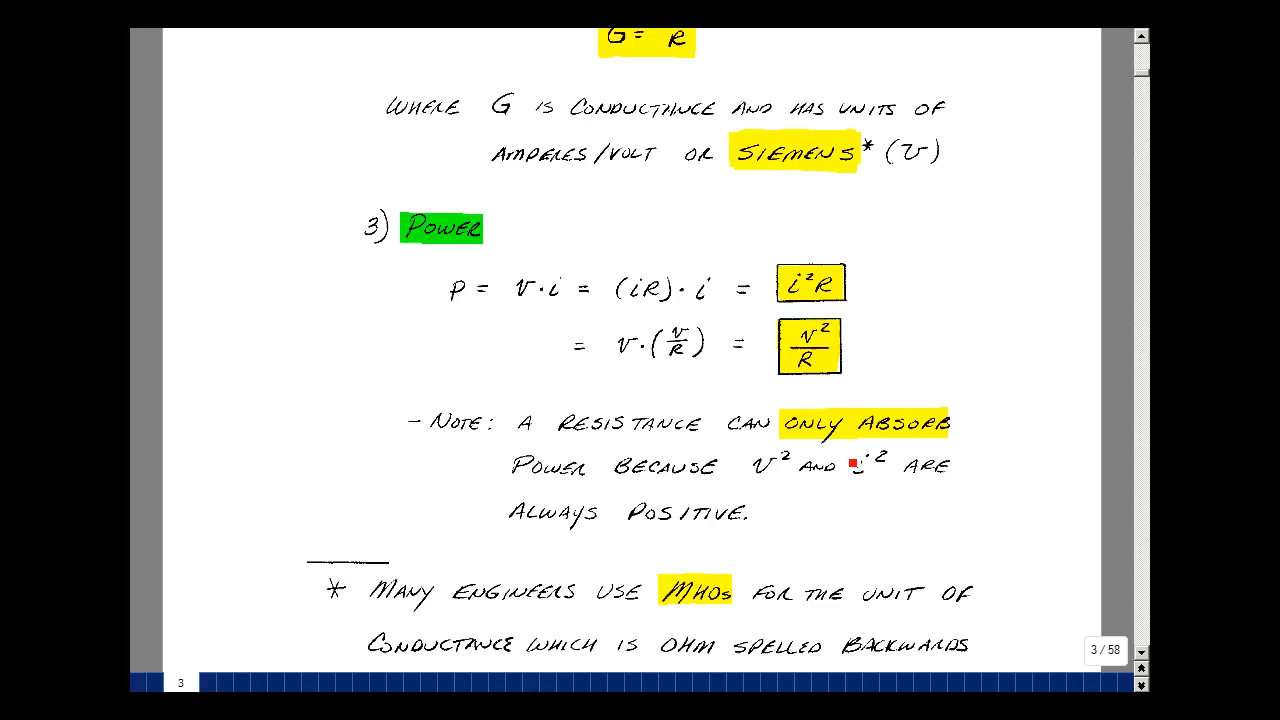 G = R
WHERE G IS CONDUCTANCE AND HAS UNITS OF
AMPERES/VOLT OR SIEMENS* (℧)
3) POWER
P = v·i = (iR)·i = i²R
= v·(v/R) = v²/R
- NOTE: A RESISTANCE CAN ONLY ABSORB
POWER BECAUSE v² AND i² ARE
ALWAYS POSITIVE.
* MANY ENGINEERS USE MHOs FOR THE UNIT OF
CONDUCTANCE WHICH IS OHM SPELLED BACKWARDS
3 / 58
3